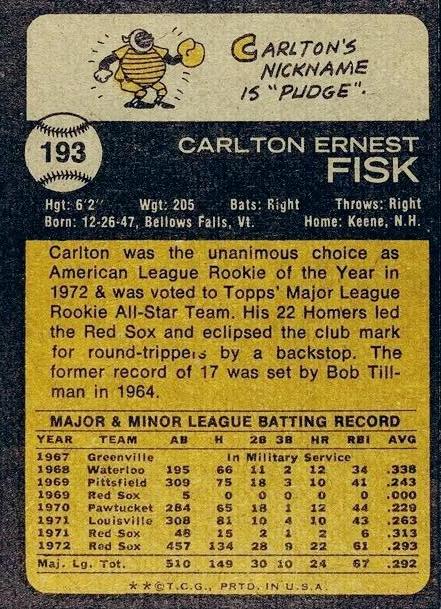 CARLTON'S
NICKNAME
IS "PUDGE".
193
CARLTON ERNEST
FISK
Hgt: 6'2" Wgt: 205 Bats: Right Throws: Right
Born: 12-26-47, Bellows Falls, Vt. Home: Keene, N.H.
Carlton was the unanimous choice as
American League Rookie of the Year in
1972 & was voted to Topps' Major League
Rookie All-Star Team. His 22 Homers led
the Red Sox and eclipsed the club mark
for round-trippers by a backstop. The
former record of 17 was set by Bob Till-
man in 1964.
MAJOR & MINOR LEAGUE BATTING RECORD
YEAR TEAM AB H 2B 3B HR RBI AVG
1967 Greenville In Military Service
1968 Waterloo 195 66 11 2 12 34 .338
1969 Pittsfield 309 75 18 3 10 41 .243
1969 Red Sox 5 0 0 0 0 0 .000
1970 Pawtucket 284 65 18 1 12 44 .229
1971 Louisville 308 81 10 4 10 43 .263
1971 Red Sox 48 15 2 1 2 6 .313
1972 Red Sox 457 134 28 9 22 61 .293
Maj. Lg. Tot. 510 149 30 10 24 67 .292
**©T.C.G., PRTD. IN U.S.A.